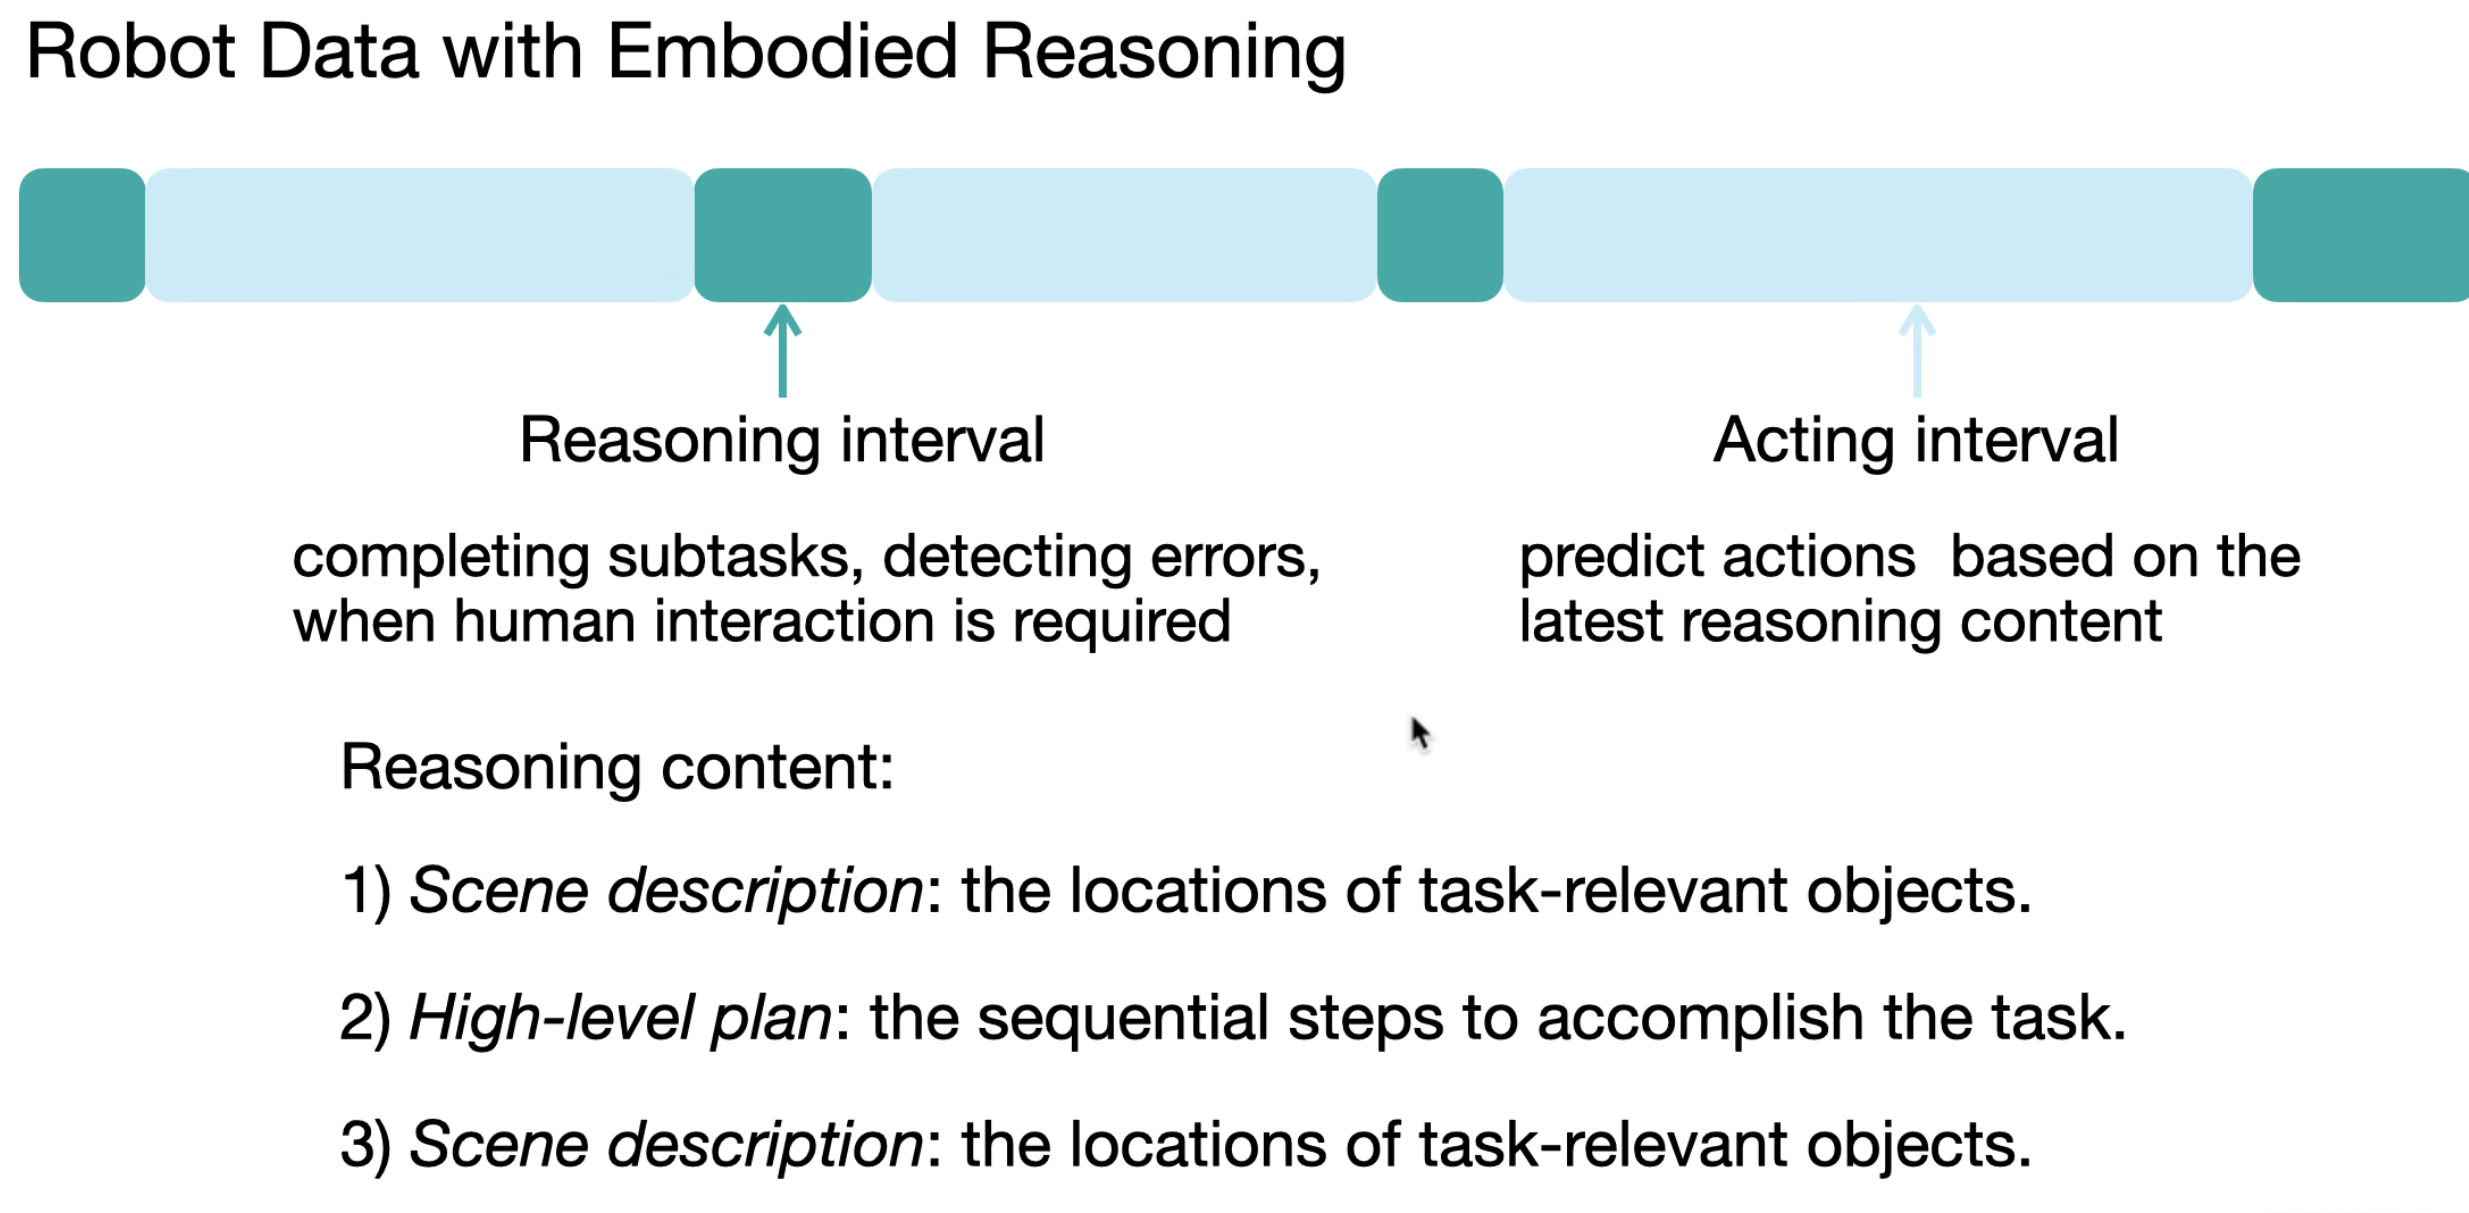 Robot Data with Embodied Reasoning
Reasoning interval
completing subtasks, detecting errors,
when human interaction is required
Acting interval
predict actions  based on the
latest reasoning content
Reasoning content:
1) Scene description: the locations of task-relevant objects.
2) High-level plan: the sequential steps to accomplish the task.
3) Scene description: the locations of task-relevant objects.